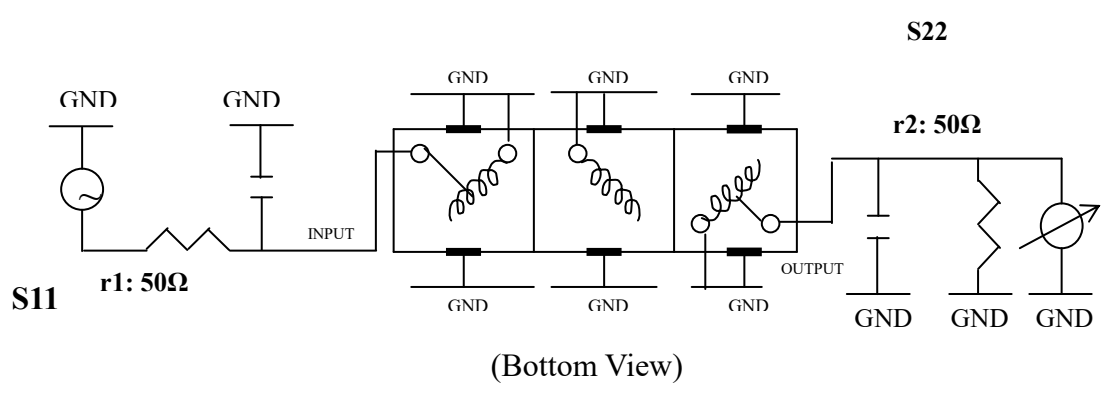 S22
GND
GND
GND
GND
GND
r2: 50Ω
INPUT
OUTPUT
r1: 50Ω
S11
GND
GND
GND
GND
GND
GND
(Bottom View)